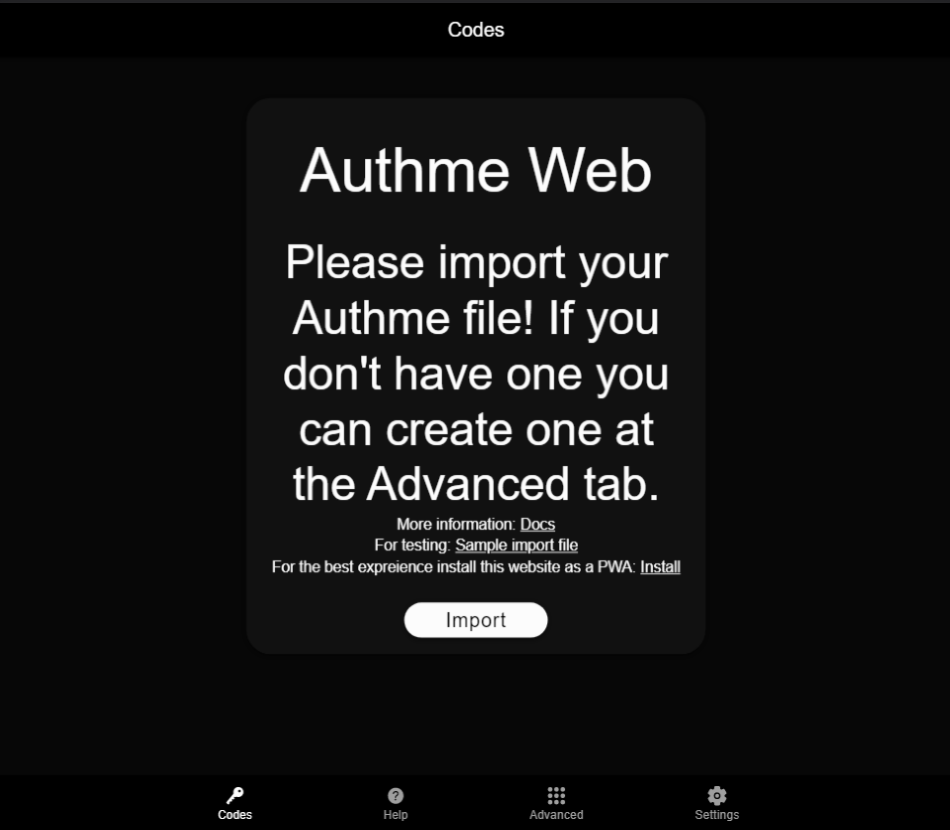 Codes
Authme Web
Please import your
Authme file! If you
don't have one you
can create one at
the Advanced tab.
More information: Docs
For testing: Sample import file
For the best expreience install this website as a PWA: Install
Import
Codes
Help
Advanced
Settings